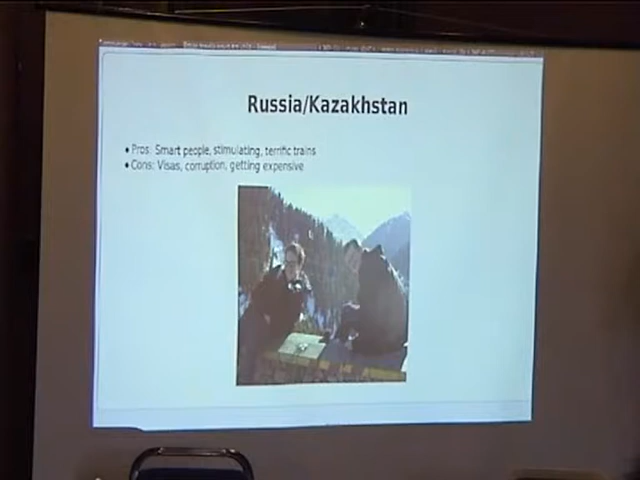 Russia/Kazakhstan
• Pros: Smart people, stimulating, terrific trains
• Cons: Visas, corruption, getting expensive